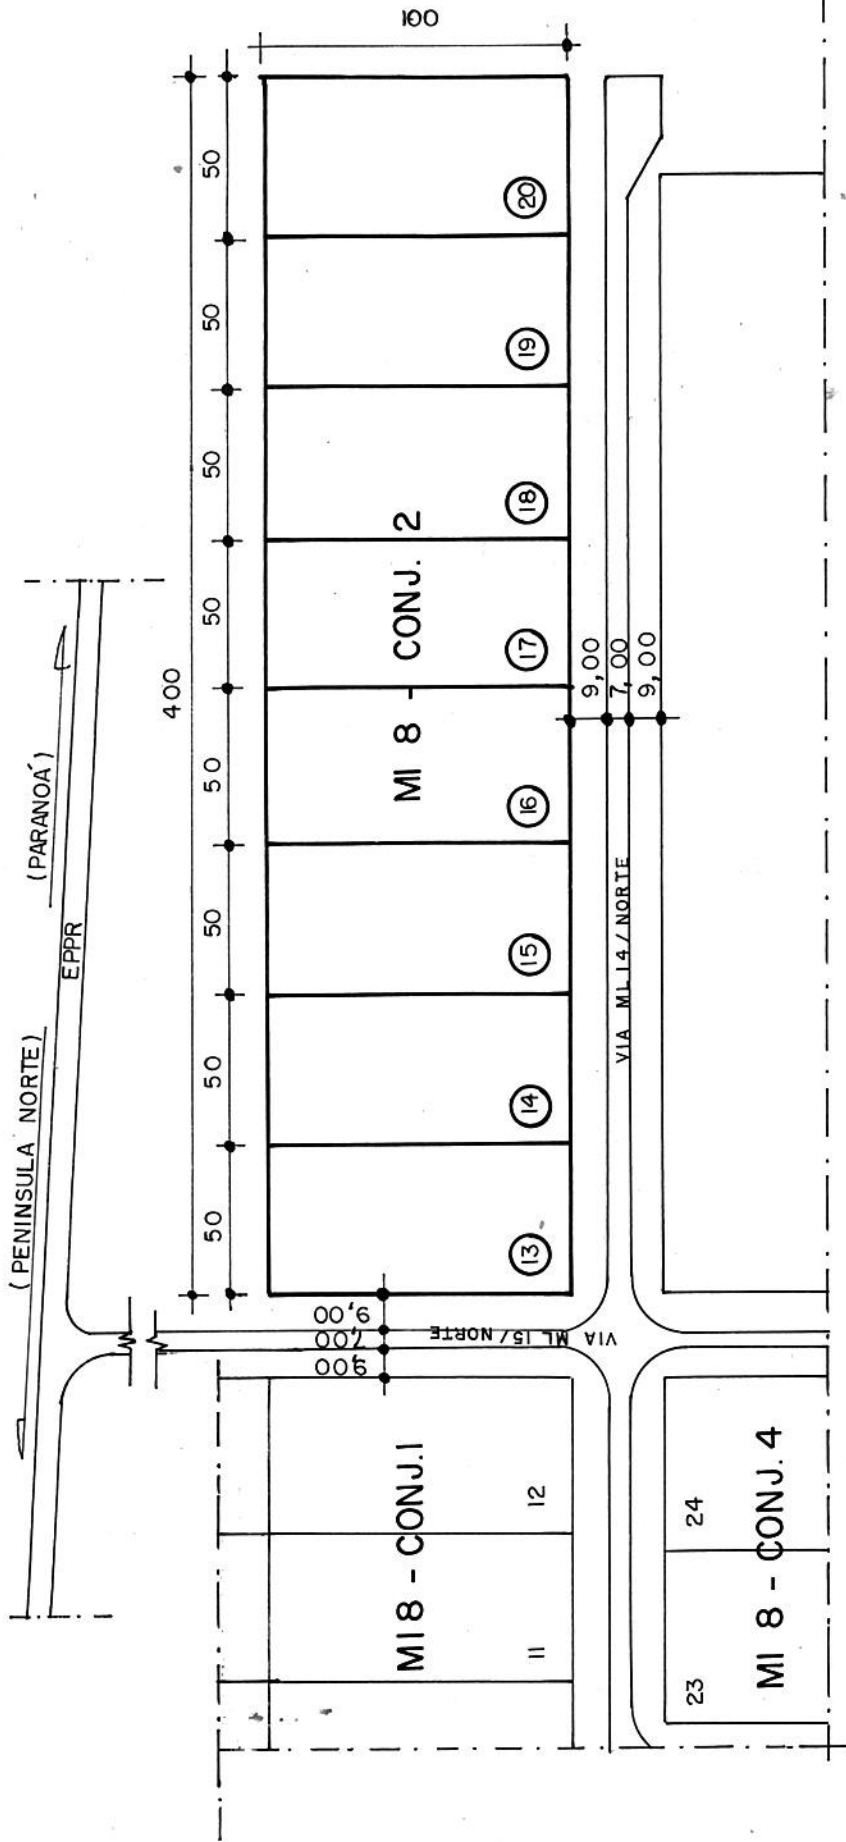 (PENINSULA NORTE)
(PARANOÁ)
EPPR
400
50 50 50 50 50 50 50 50
100
MI 8 - CONJ. 2
13 14 15 16 17 18 19 20
9,00
7,00
9,00
VIA ML 15/NORTE
9,00
7,00
9,00
VIA ML 14/NORTE
MI 8 - CONJ. 1
11 12
23 24
MI 8 - CONJ. 4